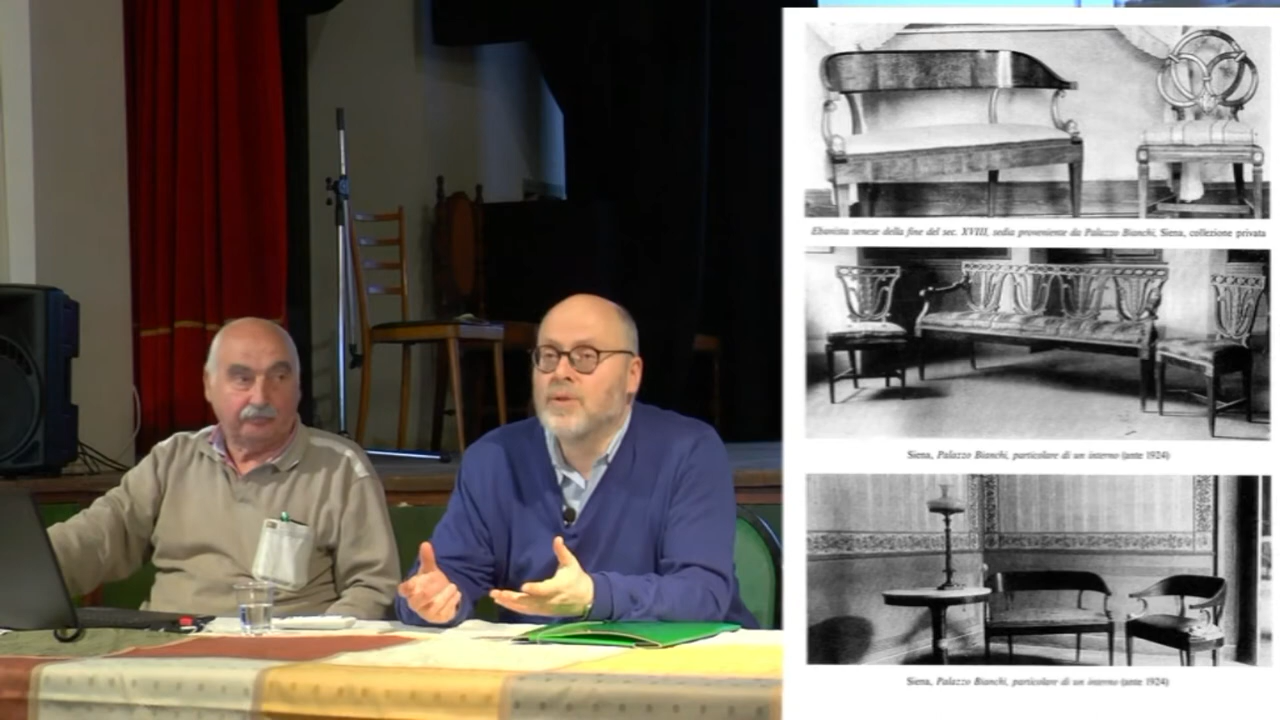 Ebanista senese della fine del sec. XVIII, sedia proveniente da Palazzo Bianchi, Siena, collezione privata
Siena, Palazzo Bianchi, particolare di un interno (ante 1924)
Siena, Palazzo Bianchi, particolare di un interno (ante 1924)